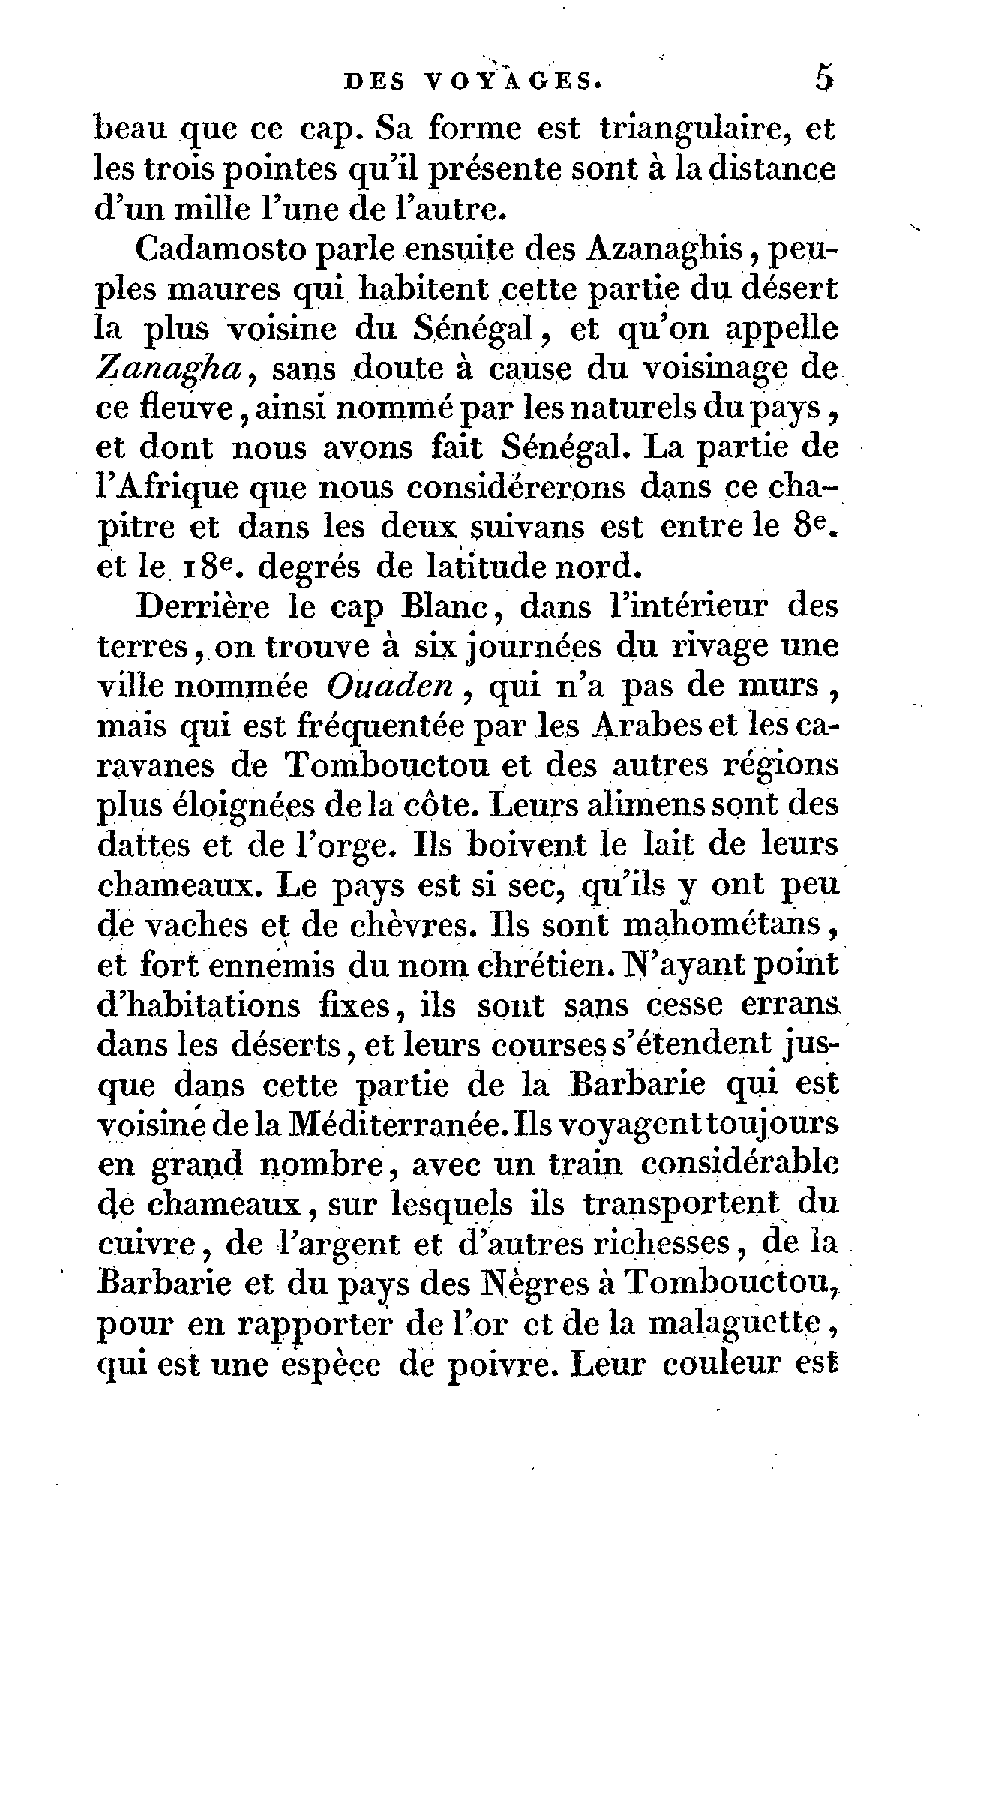 DES VOYAGES. 5
beau que ce cap. Sa forme est triangulaire, et
les trois pointes qu'il présente sont à la distance
d'un mille l'une de l'autre.
Cadamosto parle ensuite des Azanaghis, peu-
ples maures qui habitent cette partie du désert
la plus voisine du Sénégal, et qu'on appelle
Zanagha, sans doute à cause du voisinage de
ce fleuve, ainsi nommé par les naturels du pays,
et dont nous avons fait Sénégal. La partie de
l'Afrique que nous considérerons dans ce cha-
pitre et dans les deux suivans est entre le 8e.
et le 18e. degrés de latitude nord.
Derrière le cap Blanc, dans l'intérieur des
terres, on trouve à six journées du rivage une
ville nommée Ouaden, qui n'a pas de murs,
mais qui est fréquentée par les Arabes et les ca-
ravanes de Tombouctou et des autres régions
plus éloignées de la côte. Leurs alimens sont des
dattes et de l'orge. Ils boivent le lait de leurs
chameaux. Le pays est si sec, qu'ils y ont peu
de vaches et de chèvres. Ils sont mahométans,
et fort ennemis du nom chrétien. N'ayant point
d'habitations fixes, ils sont sans cesse errans
dans les déserts, et leurs courses s'étendent jus-
que dans cette partie de la Barbarie qui est
voisine de la Méditerranée. Ils voyagent toujours
en grand nombre, avec un train considérable
de chameaux, sur lesquels ils transportent du
cuivre, de l'argent et d'autres richesses, de la
Barbarie et du pays des Nègres à Tombouctou,
pour en rapporter de l'or et de la malaguette,
qui est une espèce de poivre. Leur couleur est